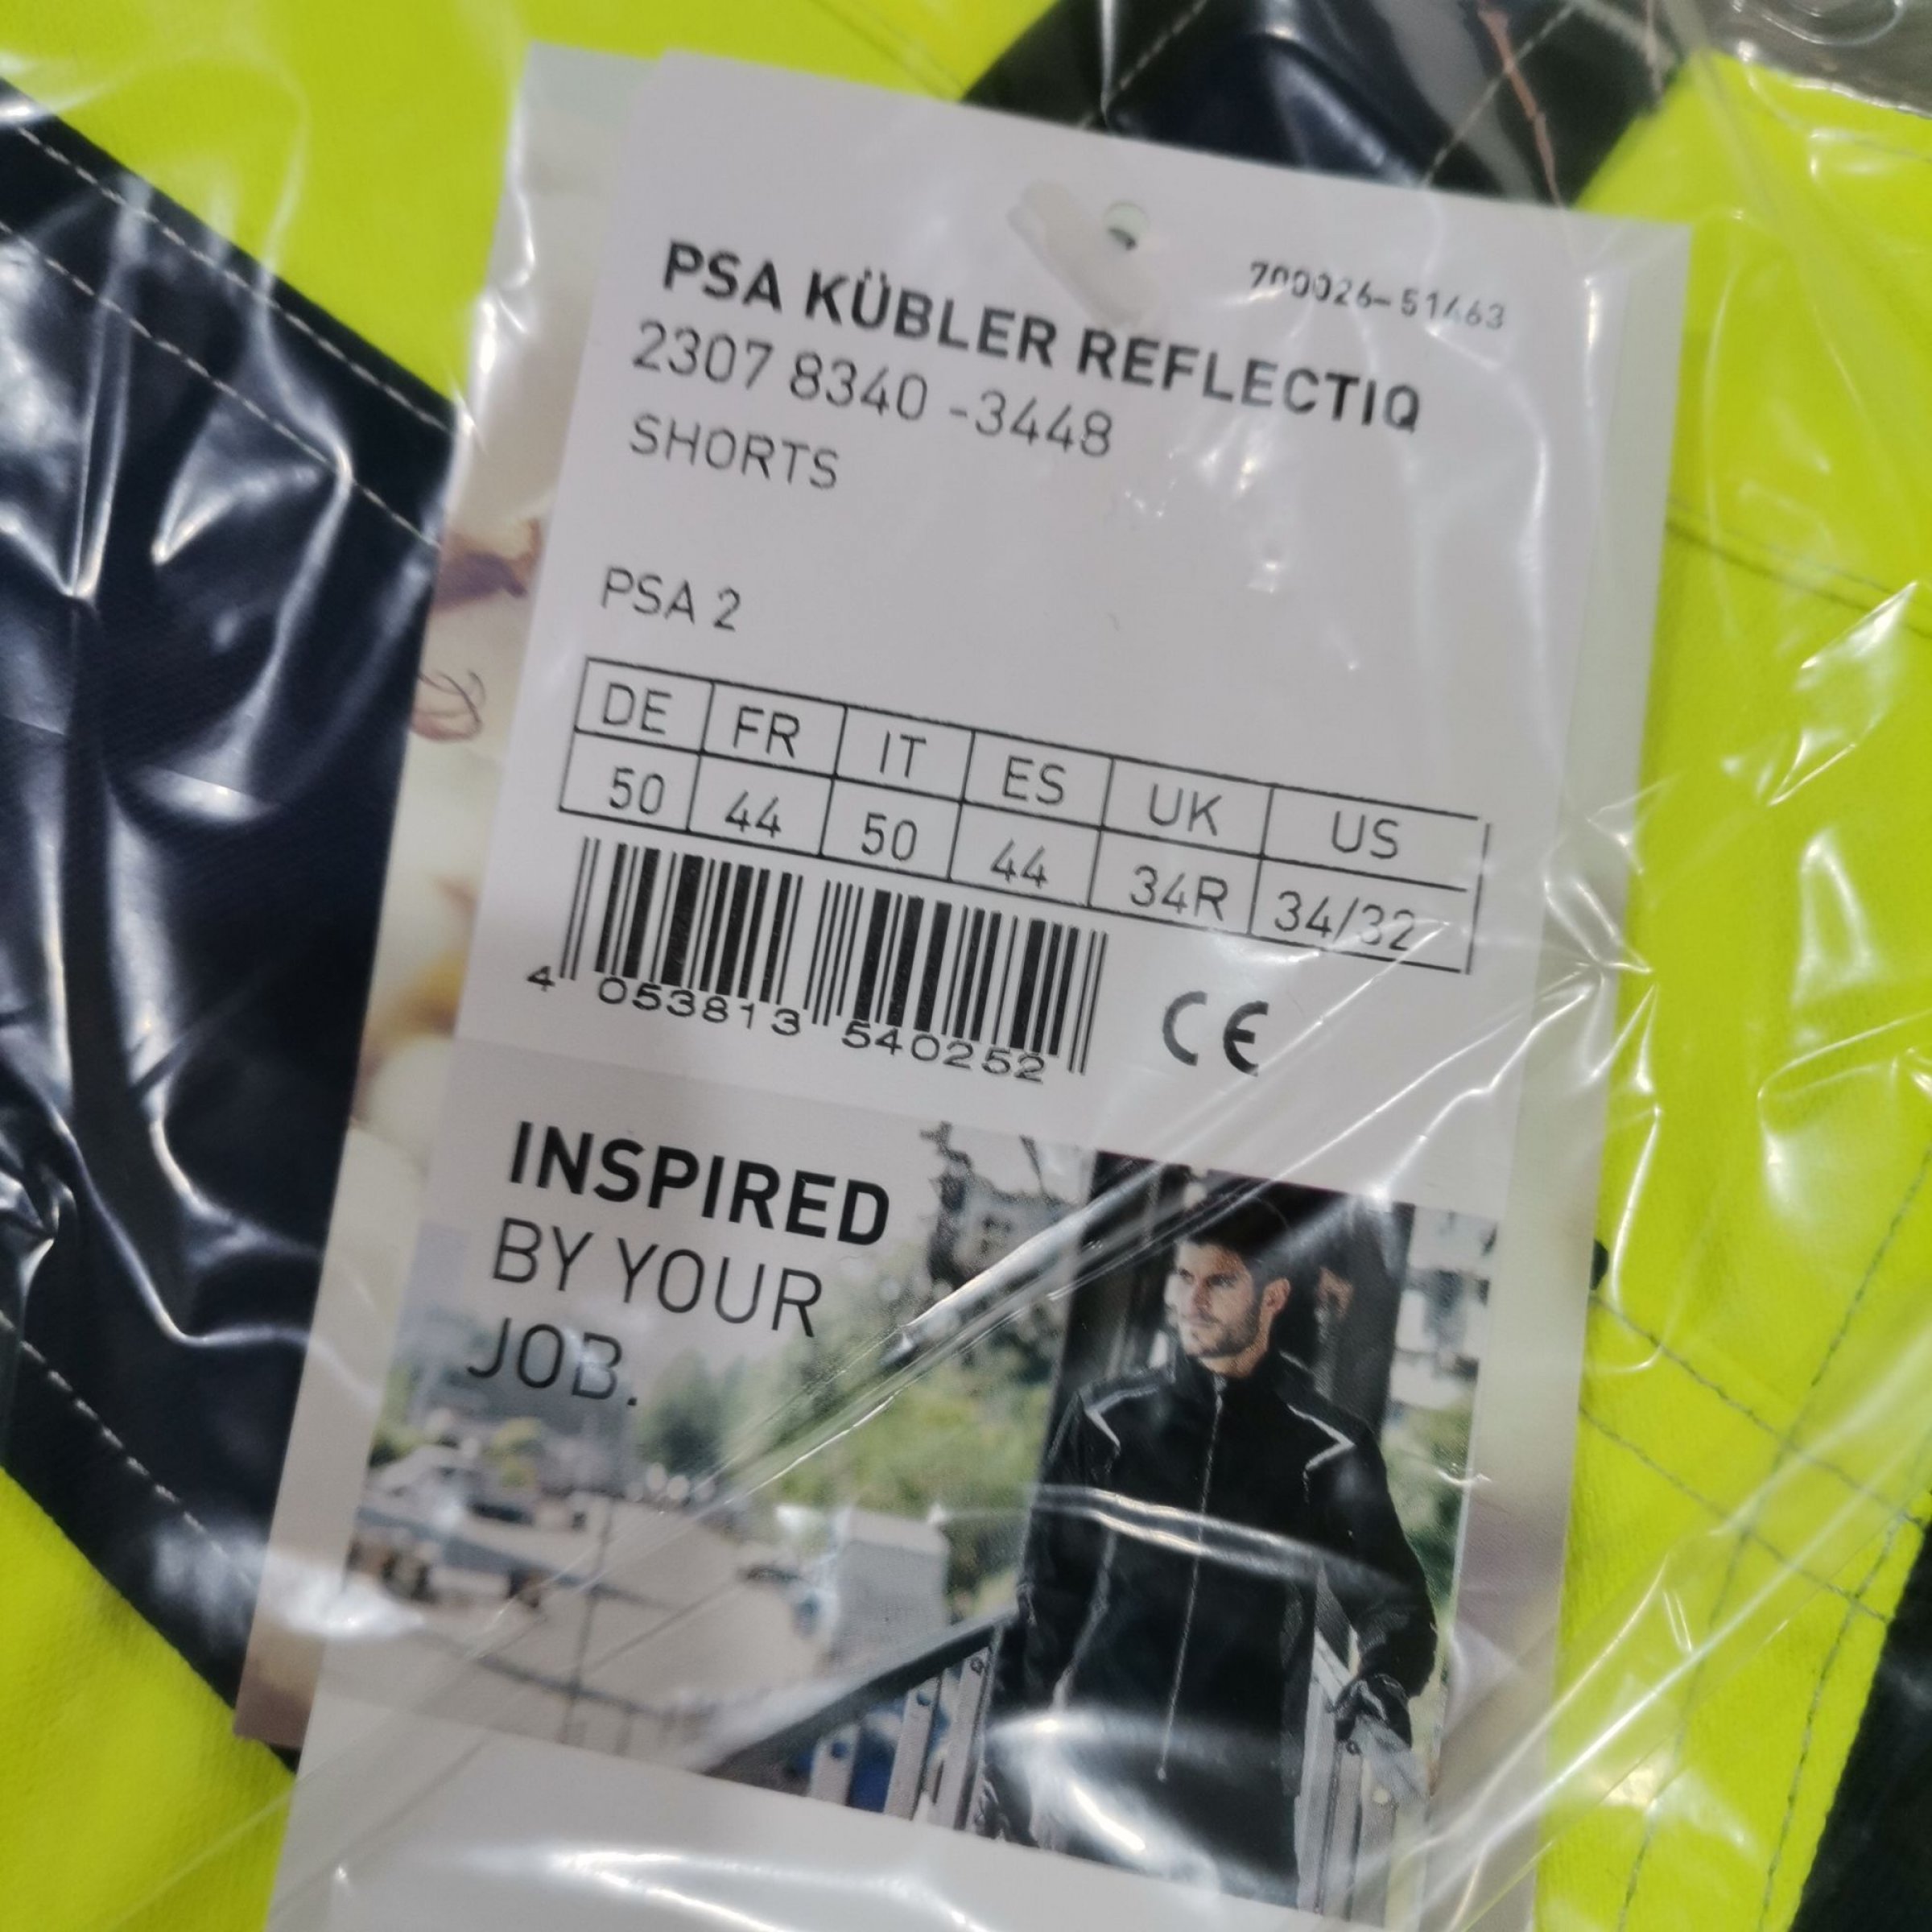 700026-51463
PSA KÜBLER REFLECTIQ
2307 8340 -3448
SHORTS
PSA 2
DE FR IT ES UK US
50 44 50 44 34R 34/32
4 053813 540252
CE
INSPIRED
BY YOUR
JOB.